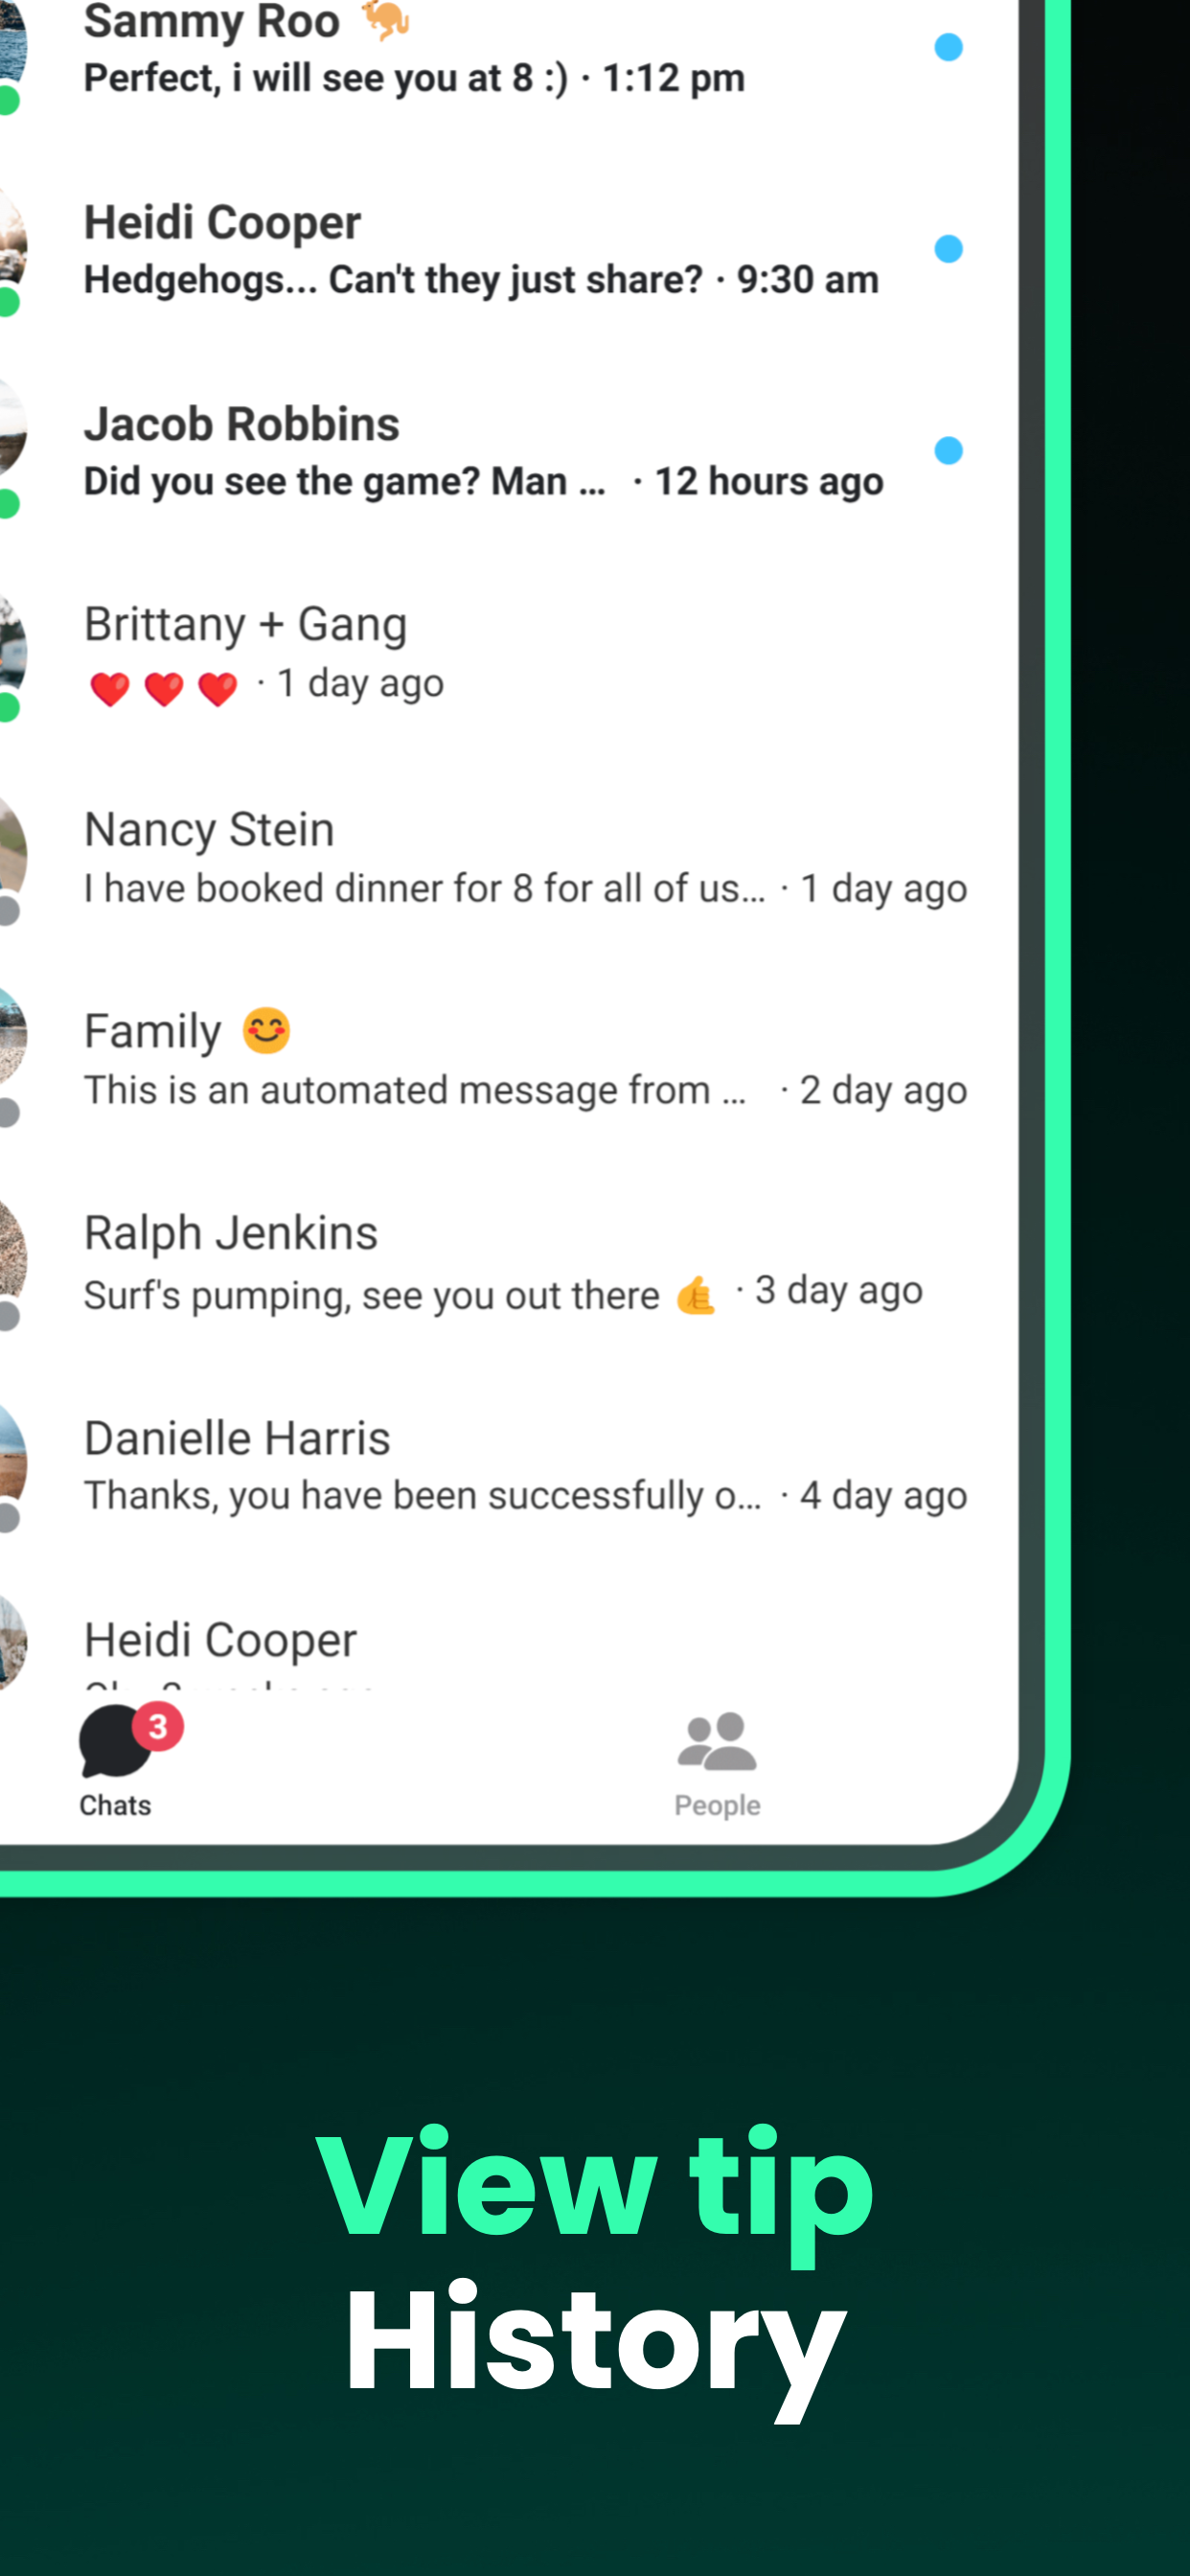 Sammy Roo 🦘
Perfect, i will see you at 8 :) · 1:12 pm
Heidi Cooper
Hedgehogs... Can't they just share? · 9:30 am
Jacob Robbins
Did you see the game? Man ... · 12 hours ago
Brittany + Gang
❤️ ❤️ ❤️ · 1 day ago
Nancy Stein
I have booked dinner for 8 for all of us... · 1 day ago
Family 😊
This is an automated message from ... · 2 day ago
Ralph Jenkins
Surf's pumping, see you out there 🤙 · 3 day ago
Danielle Harris
Thanks, you have been successfully o... · 4 day ago
Heidi Cooper
3
Chats
People
View tip
History